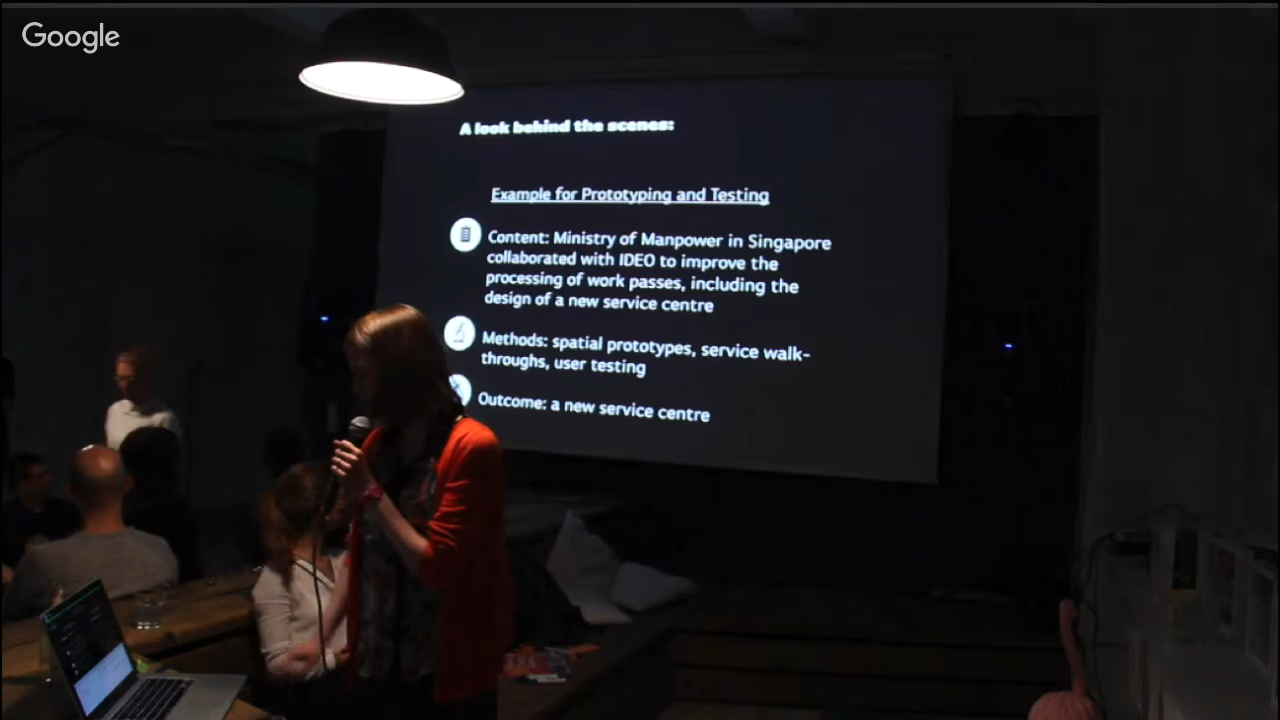 Google
A look behind the scenes:
Example for Prototyping and Testing
Content: Ministry of Manpower in Singapore
collaborated with IDEO to improve the
processing of work passes, including the
design of a new service centre
Methods: spatial prototypes, service walk-
throughs, user testing
Outcome: a new service centre